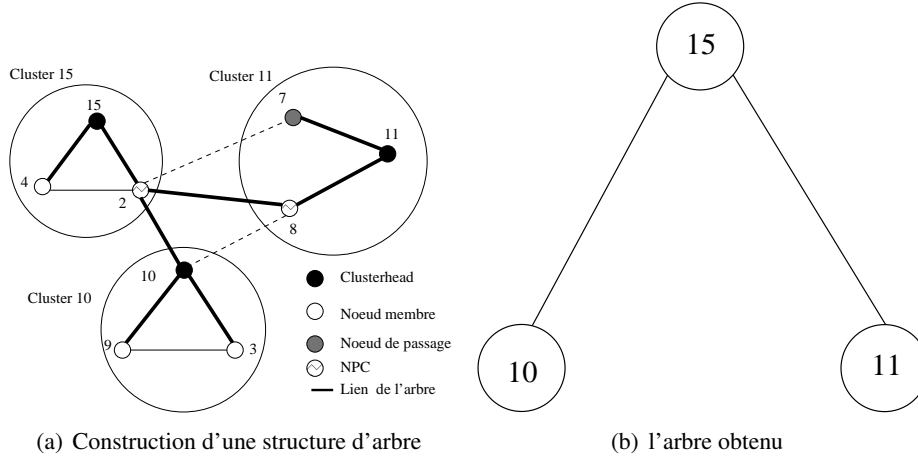 Cluster 15
15
4
2
Cluster 11
7
11
8
Cluster 10
10
9
3
Clusterhead
Noeud membre
Noeud de passage
NPC
Lien de l'arbre
(a) Construction d'une structure d'arbre
15
10
11
(b) l'arbre obtenu